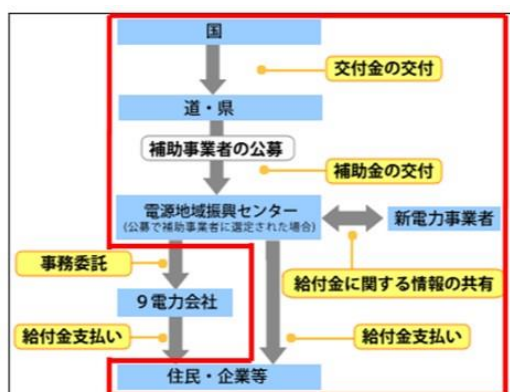 国
交付金の交付
道・県
補助事業者の公募
補助金の交付
電源地域振興センター
(公募で補助事業者に選定された場合)
新電力事業者
事務委託
給付金に関する情報の共有
9電力会社
給付金支払い
給付金支払い
住民・企業等